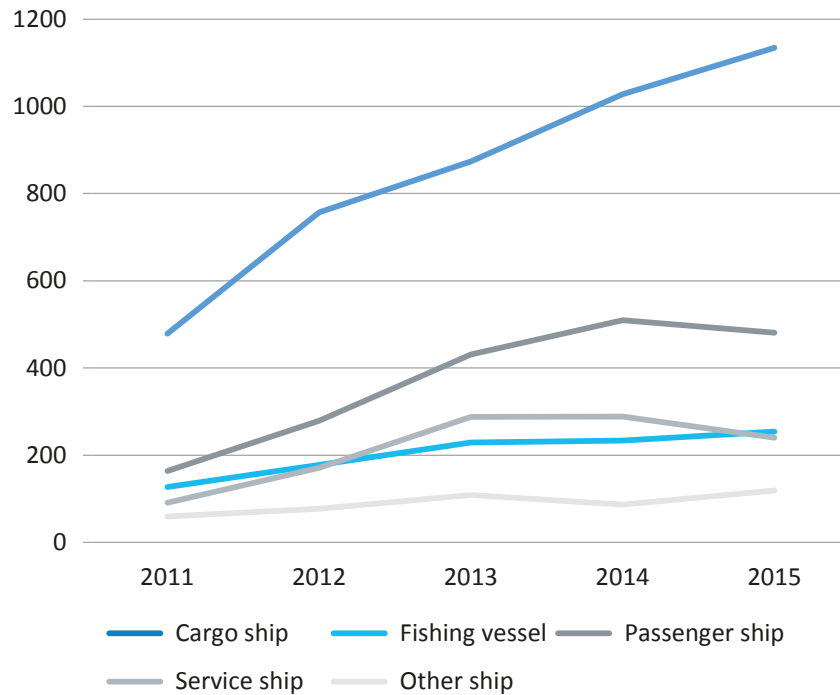 1200
1000
800
600
400
200
0
2011 2012 2013 2014 2015
Cargo ship Fishing vessel Passenger ship
Service ship Other ship